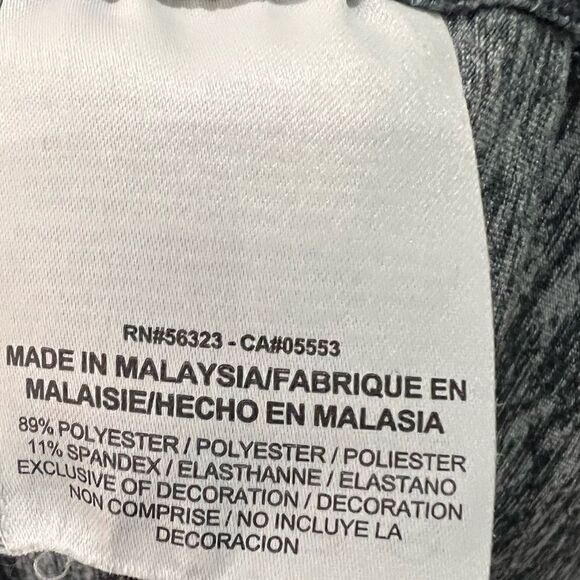 RN#56323 - CA#05553
MADE IN MALAYSIA/FABRIQUE EN
MALAISIE/HECHO EN MALASIA
89% POLYESTER / POLYESTER / POLIESTER
11% SPANDEX / ELASTHANNE / ELASTANO
EXCLUSIVE OF DECORATION / DECORATION
NON COMPRISE / NO INCLUYE LA
DECORACION